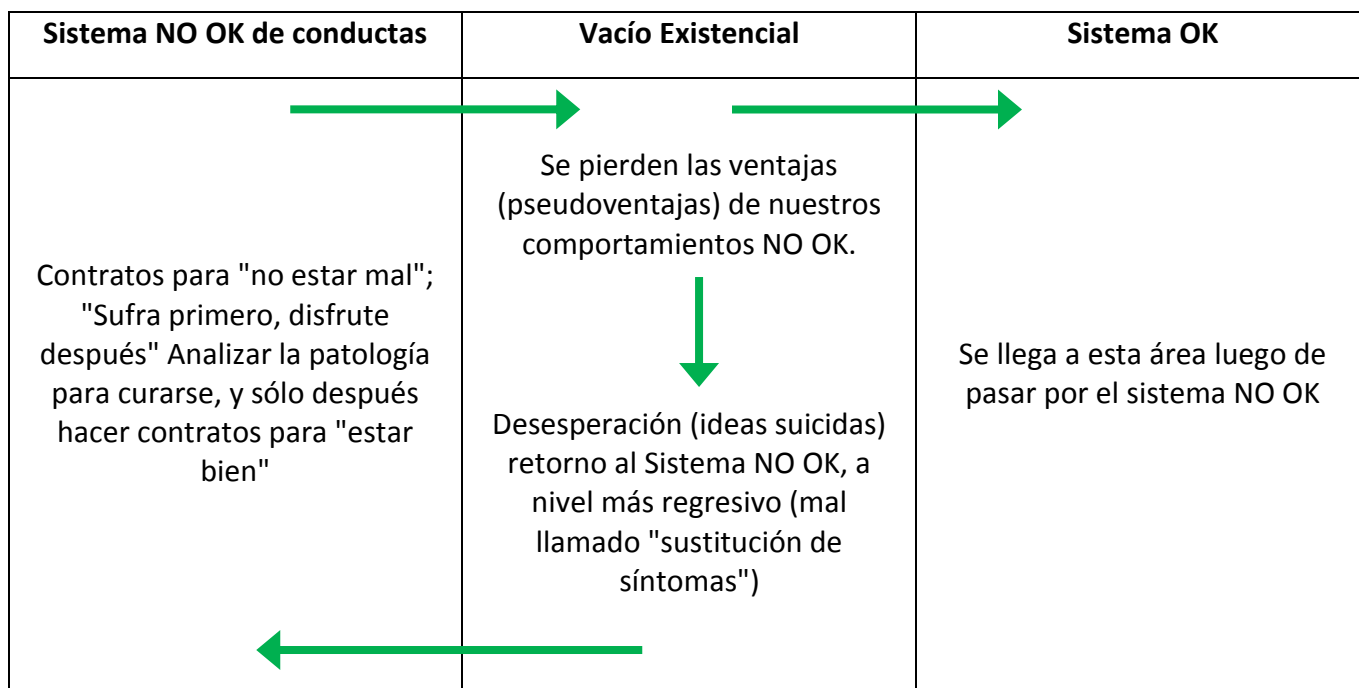 Sistema NO OK de conductas
Vacío Existencial
Sistema OK
Contratos para "no estar mal";
"Sufra primero, disfrute
después" Analizar la patología
para curarse, y sólo después
hacer contratos para "estar
bien"
Se pierden las ventajas
(pseudoventajas) de nuestros
comportamientos NO OK.
Desesperación (ideas suicidas)
retorno al Sistema NO OK, a
nivel más regresivo (mal
llamado "sustitución de
síntomas")
Se llega a esta área luego de
pasar por el sistema NO OK